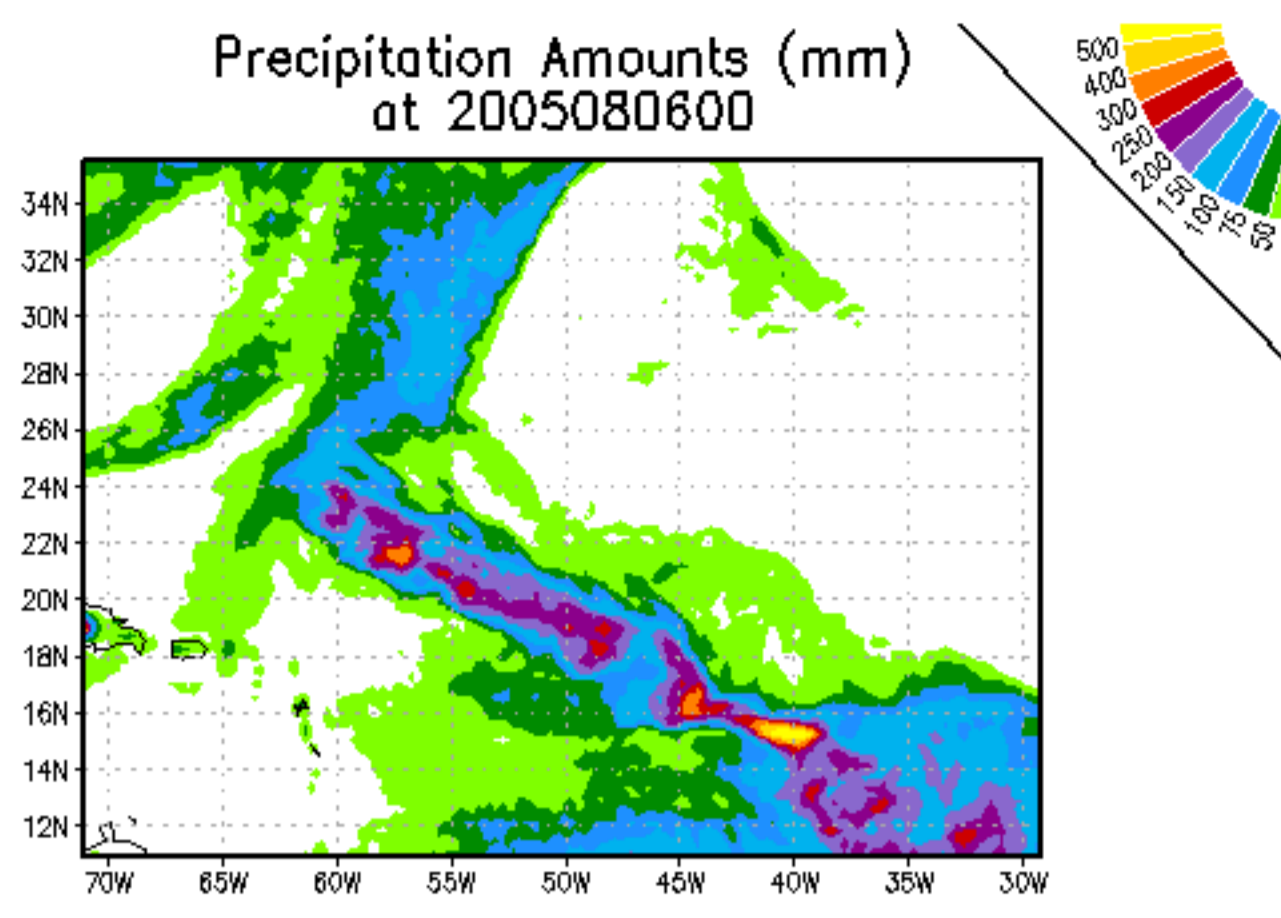 Precipitation Amounts (mm)
at 2005080600
500
400
300
250
200
150
100
75
50
34N
32N
30N
28N
26N
24N
22N
20N
18N
16N
14N
12N
70W 65W 60W 55W 50W 45W 40W 35W 30W